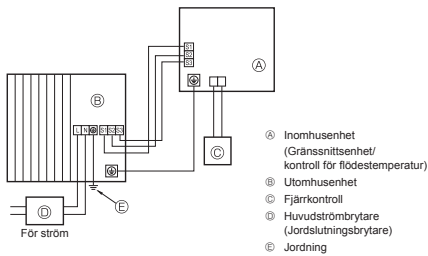 S1
S2
S3
Ⓐ
Ⓑ
L N S1 S2 S3
Ⓒ
Ⓓ
Ⓔ
För ström
Ⓐ Inomhusenhet
(Gränssnittsenhet/
kontroll för flödestemperatur)
Ⓑ Utomhusenhet
Ⓒ Fjärrkontroll
Ⓓ Huvudströmbrytare
(Jordslutningsbrytare)
Ⓔ Jordning